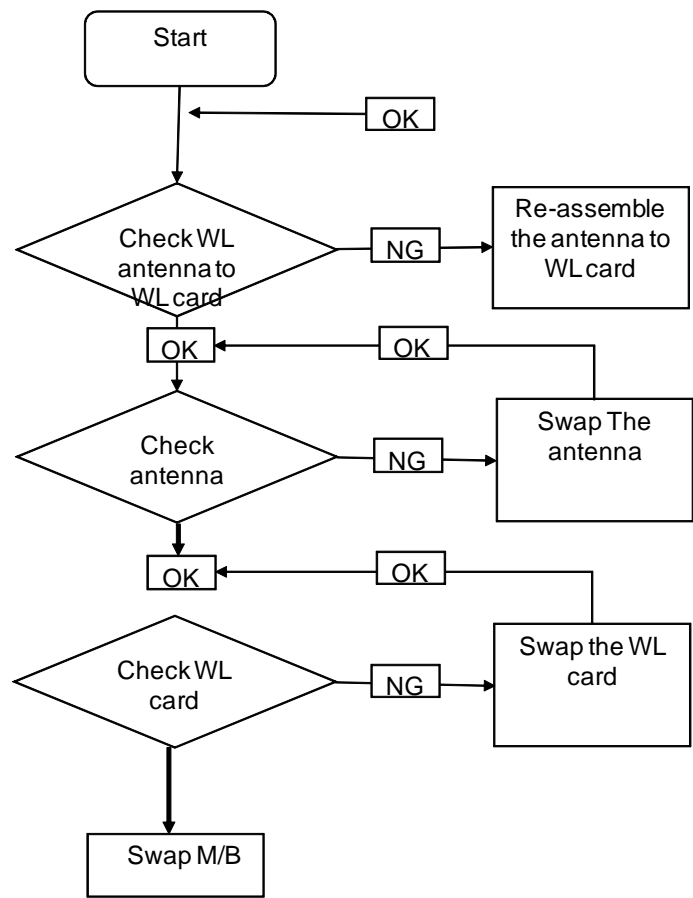 Start
OK
Check WL
antenna to
WL card
NG
Re-assemble
the antenna to
WL card
OK
OK
Check
antenna
NG
Swap The
antenna
OK
OK
Check WL
card
NG
Swap the WL
card
Swap M/B